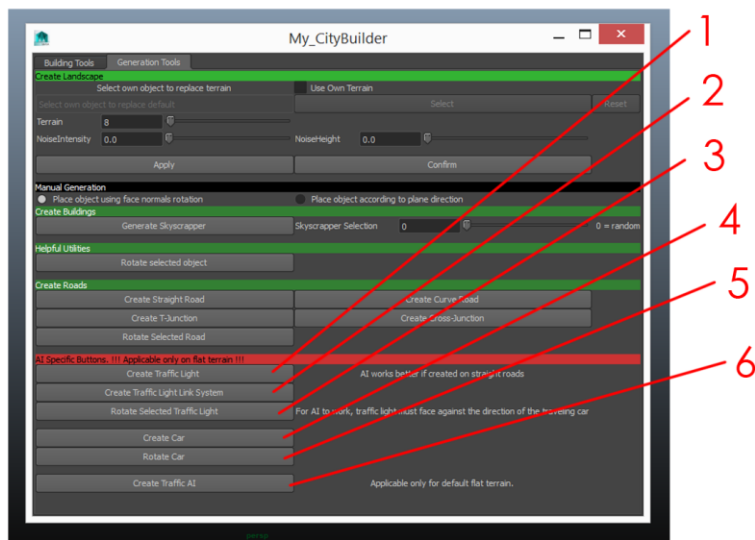 My_CityBuilder
1
Building Tools Generation Tools
2
Create Landscape
Select own object to replace terrain Use Own Terrain
Select own object to replace default Select Reset
Terrain 8
NoiseIntensity 0.0 NoiseHeight 0.0
3
Apply Confirm
Manual Generation
Place object using face normals rotation Place object according to plane direction
4
Create Buildings
Generate Skyscrapper Skyscrapper Selection 0 0 = random
Helpful Utilities
Rotate selected object
5
Create Roads
Create Straight Road Create Curve Road
Create T-Junction Create Cross-Junction
Rotate Selected Road
6
AI Specific Buttons. !!! Applicable only on flat terrain !!!
Create Traffic Light AI works better if created on straight roads
Create Traffic Light Link System
Rotate Selected Traffic Light For AI to work, traffic light must face against the direction of the traveling car
Create Car
Rotate Car
Create Traffic AI Applicable only for default flat terrain.
persp